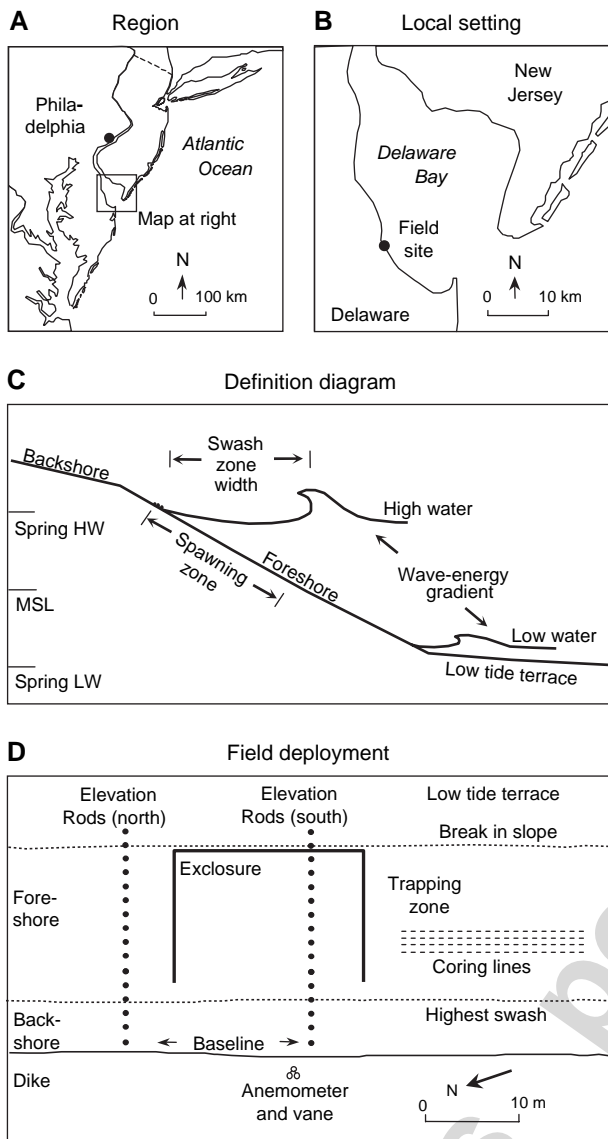 A
Region
Phila-
delphia
Atlantic
Ocean
Map at right
N
0 100 km
B
Local setting
New
Jersey
Delaware
Bay
Field
site
N
0 10 km
Delaware
C
Definition diagram
Backshore
Swash
zone
width
High water
Spring HW
Spawning
zone
Foreshore
Wave-energy
gradient
MSL
Low water
Low tide terrace
Spring LW
D
Field deployment
Elevation
Rods (north)
Elevation
Rods (south)
Low tide terrace
Break in slope
Exclosure
Fore-
shore
Trapping
zone
Coring lines
Highest swash
Back-
shore
Baseline
Dike
Anemometer
and vane
N
0 10 m